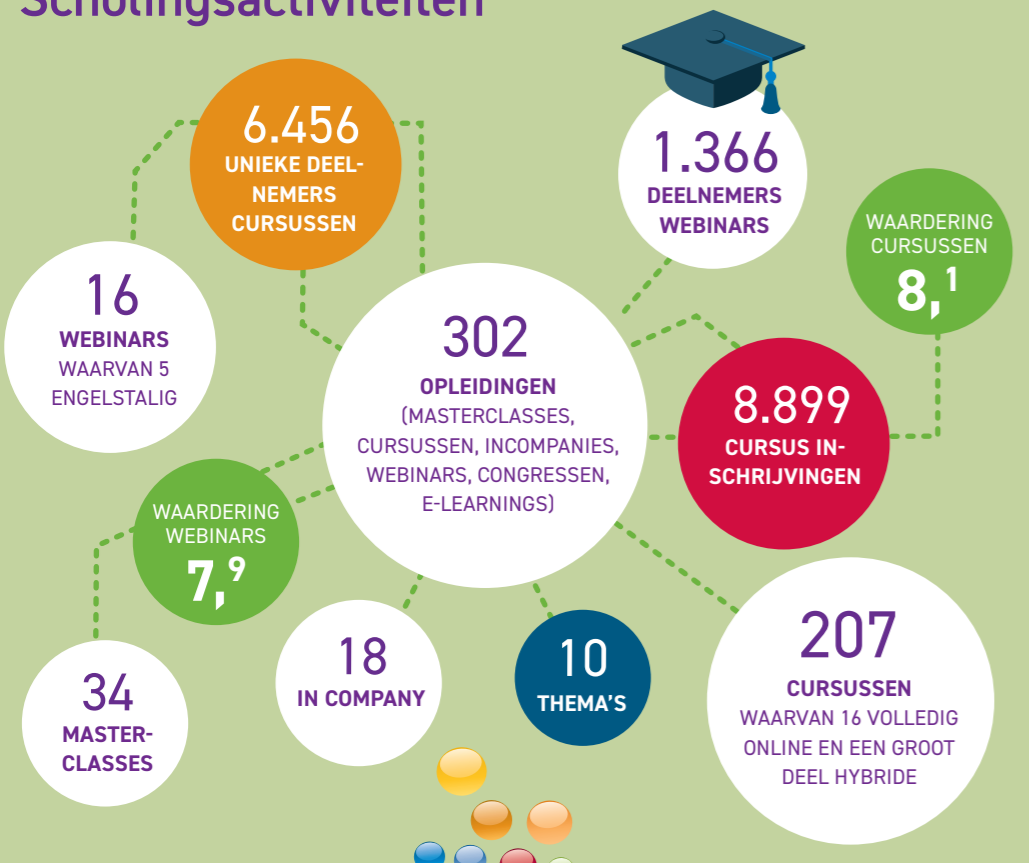 Scholingsactiviteiten
6.456
UNIEKE DEEL-
NEMERS
CURSUSSEN
1.366
DEELNEMERS
WEBINARS
WAARDERING
CURSUSSEN
8,1
16
WEBINARS
WAARVAN 5
ENGELSTALIG
302
OPLEIDINGEN
(MASTERCLASSES,
CURSUSSEN, INCOMPANIES,
WEBINARS, CONGRESSEN,
E-LEARNINGS)
8.899
CURSUS IN-
SCHRIJVINGEN
WAARDERING
WEBINARS
7,9
34
MASTER-
CLASSES
18
IN COMPANY
10
THEMA'S
207
CURSUSSEN
WAARVAN 16 VOLLEDIG
ONLINE EN EEN GROOT
DEEL HYBRIDE